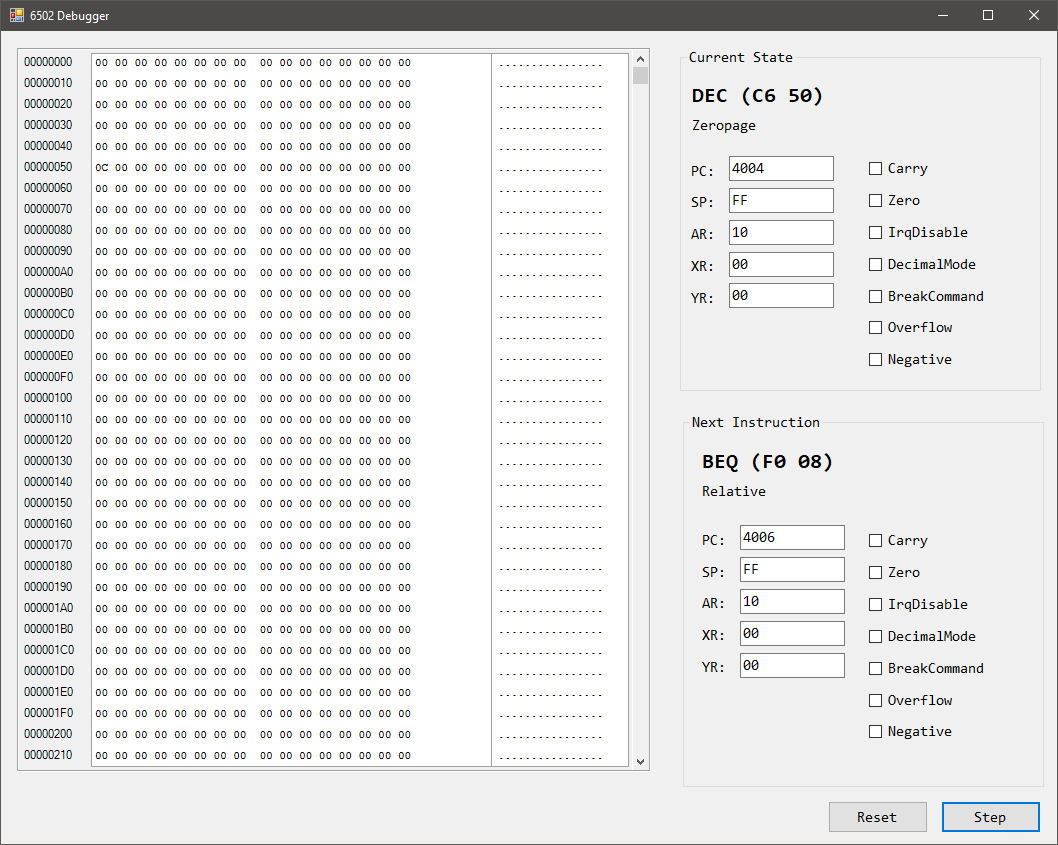 6502 Debugger
00000000 00 00 00 00 00 00 00 00 00 00 00 00 00 00 00 00 ................
00000010 00 00 00 00 00 00 00 00 00 00 00 00 00 00 00 00 ................
00000020 00 00 00 00 00 00 00 00 00 00 00 00 00 00 00 00 ................
00000030 00 00 00 00 00 00 00 00 00 00 00 00 00 00 00 00 ................
00000040 00 00 00 00 00 00 00 00 00 00 00 00 00 00 00 00 ................
00000050 0C 00 00 00 00 00 00 00 00 00 00 00 00 00 00 00 ................
00000060 00 00 00 00 00 00 00 00 00 00 00 00 00 00 00 00 ................
00000070 00 00 00 00 00 00 00 00 00 00 00 00 00 00 00 00 ................
00000080 00 00 00 00 00 00 00 00 00 00 00 00 00 00 00 00 ................
00000090 00 00 00 00 00 00 00 00 00 00 00 00 00 00 00 00 ................
000000A0 00 00 00 00 00 00 00 00 00 00 00 00 00 00 00 00 ................
000000B0 00 00 00 00 00 00 00 00 00 00 00 00 00 00 00 00 ................
000000C0 00 00 00 00 00 00 00 00 00 00 00 00 00 00 00 00 ................
000000D0 00 00 00 00 00 00 00 00 00 00 00 00 00 00 00 00 ................
000000E0 00 00 00 00 00 00 00 00 00 00 00 00 00 00 00 00 ................
000000F0 00 00 00 00 00 00 00 00 00 00 00 00 00 00 00 00 ................
00000100 00 00 00 00 00 00 00 00 00 00 00 00 00 00 00 00 ................
00000110 00 00 00 00 00 00 00 00 00 00 00 00 00 00 00 00 ................
00000120 00 00 00 00 00 00 00 00 00 00 00 00 00 00 00 00 ................
00000130 00 00 00 00 00 00 00 00 00 00 00 00 00 00 00 00 ................
00000140 00 00 00 00 00 00 00 00 00 00 00 00 00 00 00 00 ................
00000150 00 00 00 00 00 00 00 00 00 00 00 00 00 00 00 00 ................
00000160 00 00 00 00 00 00 00 00 00 00 00 00 00 00 00 00 ................
00000170 00 00 00 00 00 00 00 00 00 00 00 00 00 00 00 00 ................
00000180 00 00 00 00 00 00 00 00 00 00 00 00 00 00 00 00 ................
00000190 00 00 00 00 00 00 00 00 00 00 00 00 00 00 00 00 ................
000001A0 00 00 00 00 00 00 00 00 00 00 00 00 00 00 00 00 ................
000001B0 00 00 00 00 00 00 00 00 00 00 00 00 00 00 00 00 ................
000001C0 00 00 00 00 00 00 00 00 00 00 00 00 00 00 00 00 ................
000001D0 00 00 00 00 00 00 00 00 00 00 00 00 00 00 00 00 ................
000001E0 00 00 00 00 00 00 00 00 00 00 00 00 00 00 00 00 ................
000001F0 00 00 00 00 00 00 00 00 00 00 00 00 00 00 00 00 ................
00000200 00 00 00 00 00 00 00 00 00 00 00 00 00 00 00 00 ................
00000210 00 00 00 00 00 00 00 00 00 00 00 00 00 00 00 00 ................
Current State
DEC (C6 50)
Zeropage
PC: 4004
SP: FF
AR: 10
XR: 00
YR: 00
Carry
Zero
IrqDisable
DecimalMode
BreakCommand
Overflow
Negative
Next Instruction
BEQ (F0 08)
Relative
PC: 4006
SP: FF
AR: 10
XR: 00
YR: 00
Carry
Zero
IrqDisable
DecimalMode
BreakCommand
Overflow
Negative
Reset
Step